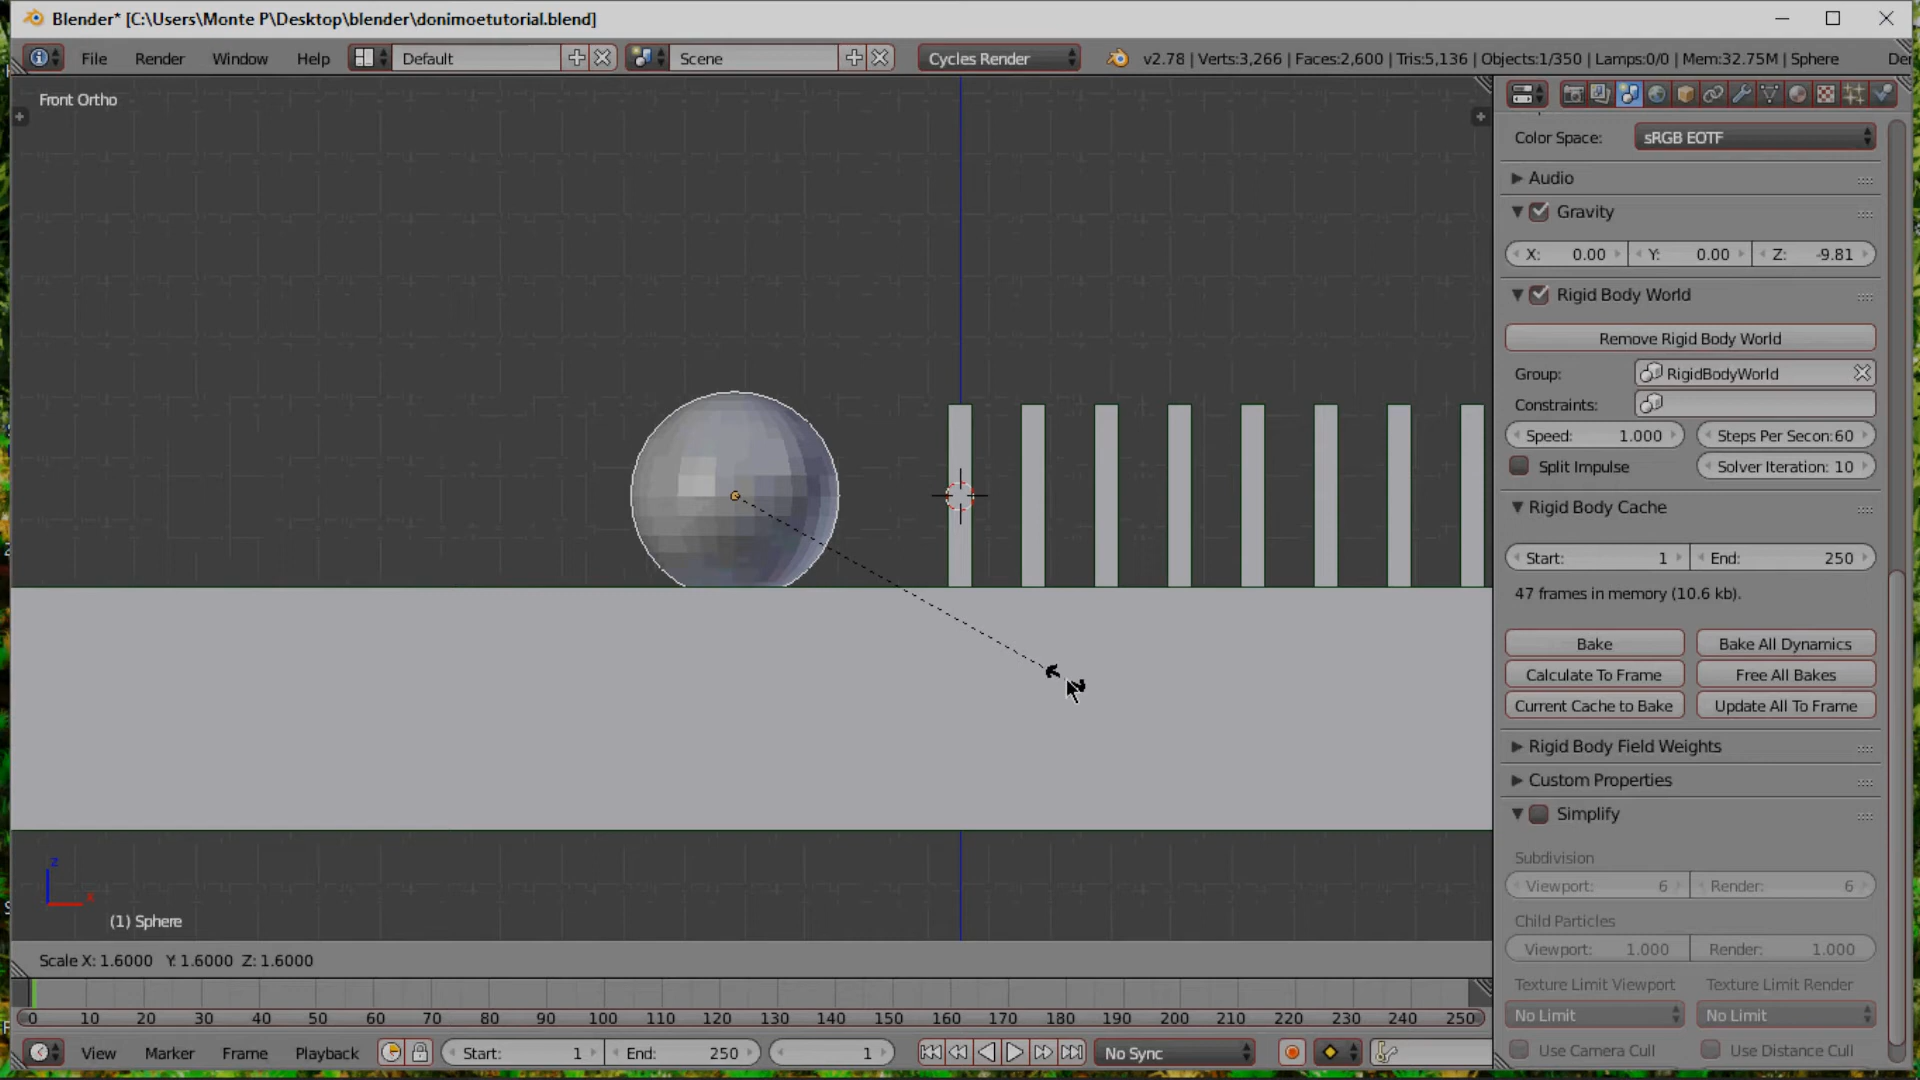 Blender* [C:\Users\Monte P\Desktop\blender\donimoetutorial.blend]
File Render Window Help Default Scene Cycles Render v2.78 | Verts:3,266 | Faces:2,600 | Tris:5,136 | Objects:1/350 | Lamps:0/0 | Mem:32.75M | Sphere
Front Ortho
Color Space: sRGB EOTF
Audio
Gravity
X: 0.00 Y: 0.00 Z: -9.81
Rigid Body World
Remove Rigid Body World
Group: RigidBodyWorld
Constraints:
Speed: 1.000 Steps Per Secon:60
Split Impulse Solver Iteration: 10
Rigid Body Cache
Start: 1 End: 250
47 frames in memory (10.6 kb).
Bake Bake All Dynamics
Calculate To Frame Free All Bakes
Current Cache to Bake Update All To Frame
Rigid Body Field Weights
Custom Properties
Simplify
Subdivision
Viewport: 6 Render: 6
Child Particles
Viewport: 1.000 Render: 1.000
Texture Limit Viewport Texture Limit Render
No Limit No Limit
Use Camera Cull Use Distance Cull
z
x
(1) Sphere
Scale X: 1.6000 Y: 1.6000 Z: 1.6000
0 10 20 30 40 50 60 70 80 90 100 110 120 130 140 150 160 170 180 190 200 210 220 230 240 250
View Marker Frame Playback Start: 1 End: 250 1 No Sync